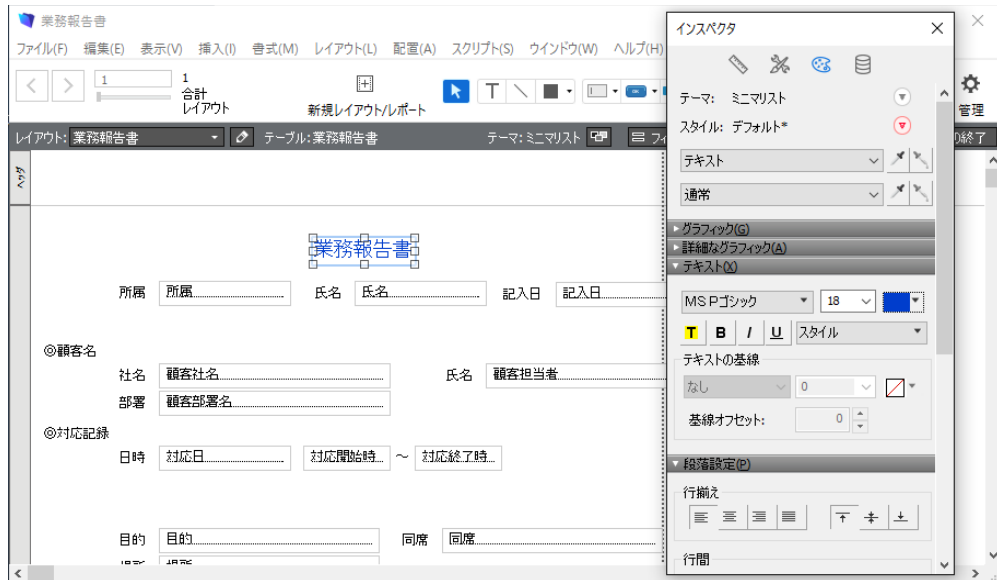 業務報告書
ファイル(F) 編集(E) 表示(V) 挿入(I) 書式(M) レイアウト(L) 配置(A) スクリプト(S) ウインドウ(W) ヘルプ(H)
1
1
合計
レイアウト
新規レイアウト/レポート
管理
レイアウト: 業務報告書 テーブル: 業務報告書 テーマ: ミニマリスト
の終了
ヘッダ
業務報告書
所属 所属 氏名 氏名 記入日 記入日
◎顧客名
社名 顧客社名 氏名 顧客担当者
部署 顧客部署名
◎対応記録
日時 対応日 対応開始時 ～ 対応終了時
目的 目的 同席 同席
インスペクタ
テーマ: ミニマリスト
スタイル: デフォルト*
テキスト
通常
グラフィック(G)
詳細なグラフィック(A)
テキスト(X)
MS Pゴシック 18
T B I U スタイル
テキストの基線
なし 0
基線オフセット: 0
段落設定(P)
行揃え
行間